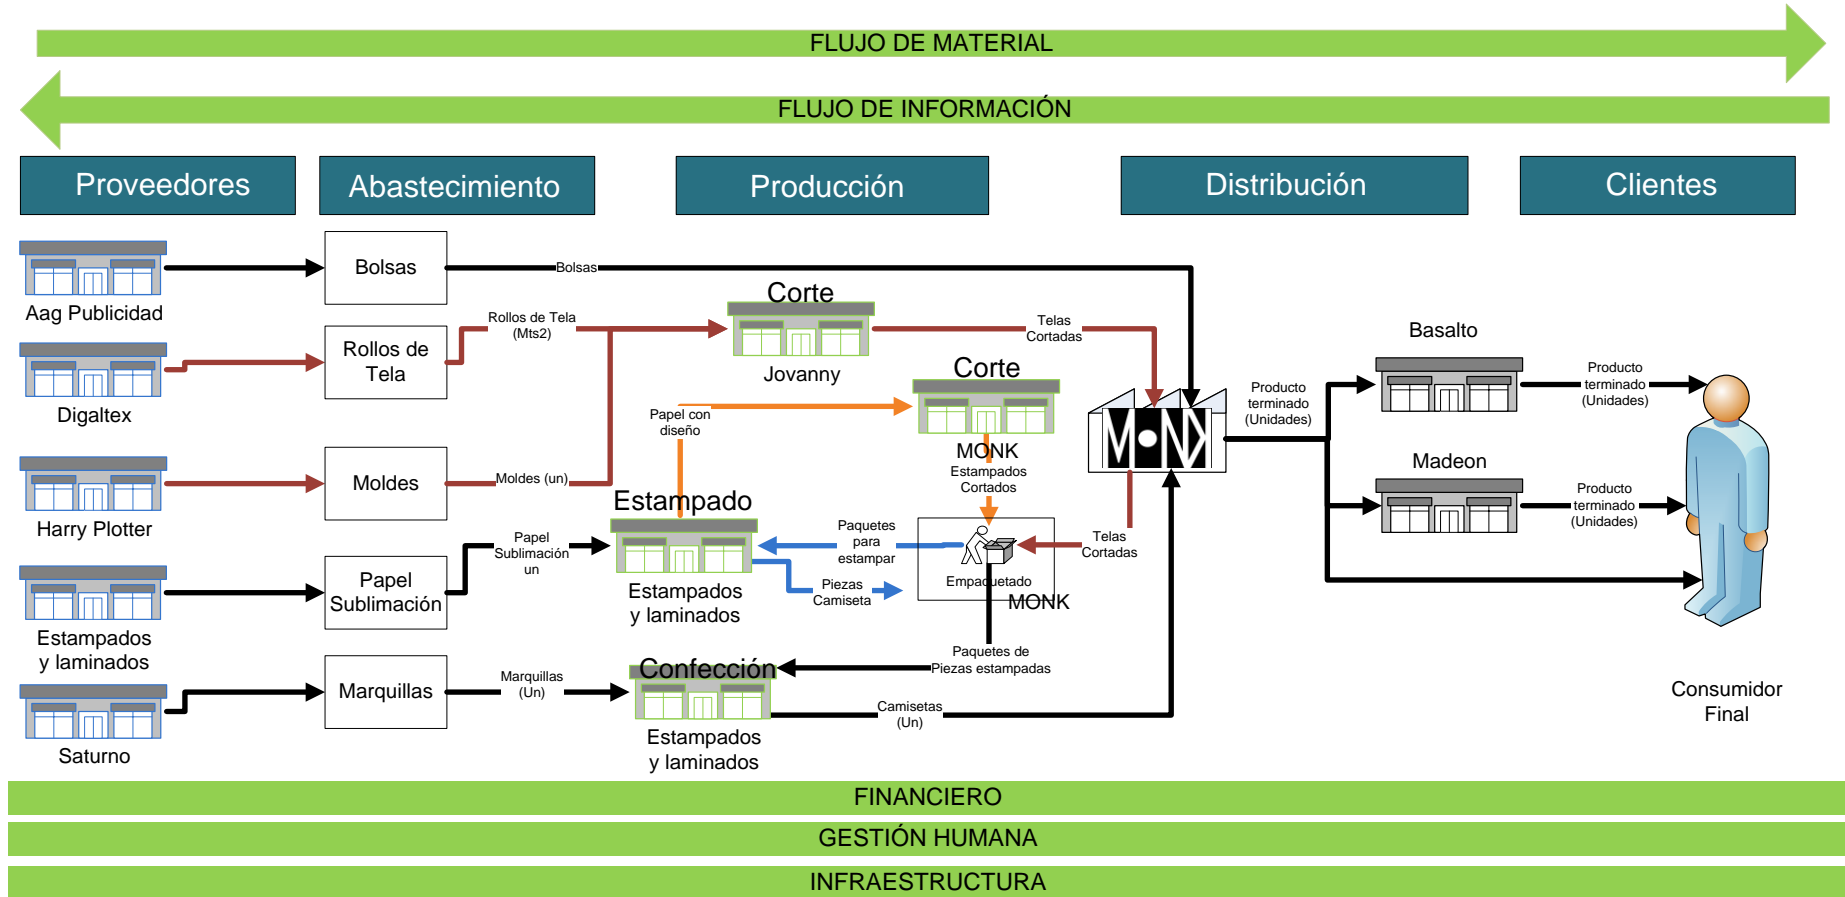 FLUJO DE MATERIAL
FLUJO DE INFORMACIÓN
Proveedores
Abastecimiento
Producción
Distribución
Clientes
Aag Publicidad
Bolsas
Bolsas
Digaltex
Rollos de
Tela
Rollos de Tela
(Mts2)
Corte
Jovanny
Telas
Cortadas
Harry Plotter
Moldes
Moldes (un)
Papel con
diseño
Corte
MONK
Estampados
Cortados
MONK
Estampados
y laminados
Papel
Sublimación
Papel
Sublimación
un
Estampado
Estampados
y laminados
Paquetes
para
estampar
Piezas
Camiseta
Empaquetado
MONK
Telas
Cortadas
Saturno
Marquillas
Marquillas
(Un)
Confección
Estampados
y laminados
Paquetes de
Piezas estampadas
Camisetas
(Un)
Producto
terminado
(Unidades)
Basalto
Producto
terminado
(Unidades)
Madeon
Producto
terminado
(Unidades)
Consumidor
Final
FINANCIERO
GESTIÓN HUMANA
INFRAESTRUCTURA